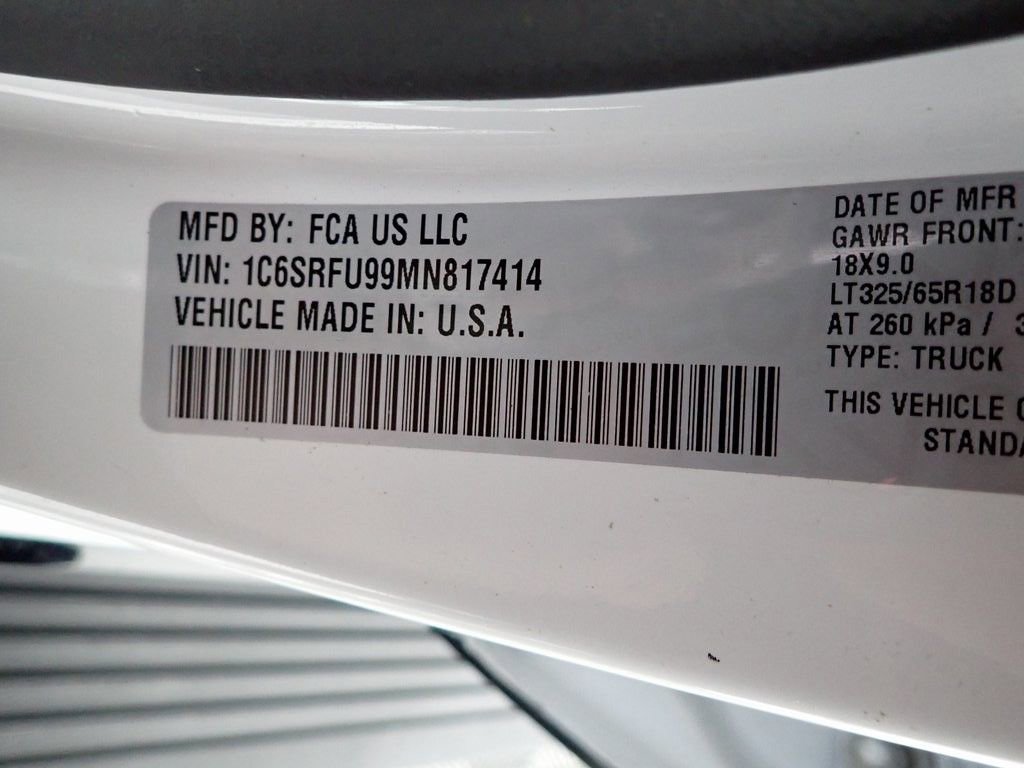 MFD BY: FCA US LLC
VIN: 1C6SRFU99MN817414
VEHICLE MADE IN: U.S.A.
DATE OF MFR
GAWR FRONT:
18X9.0
LT325/65R18D
AT 260 kPa /
TYPE: TRUCK
THIS VEHICLE